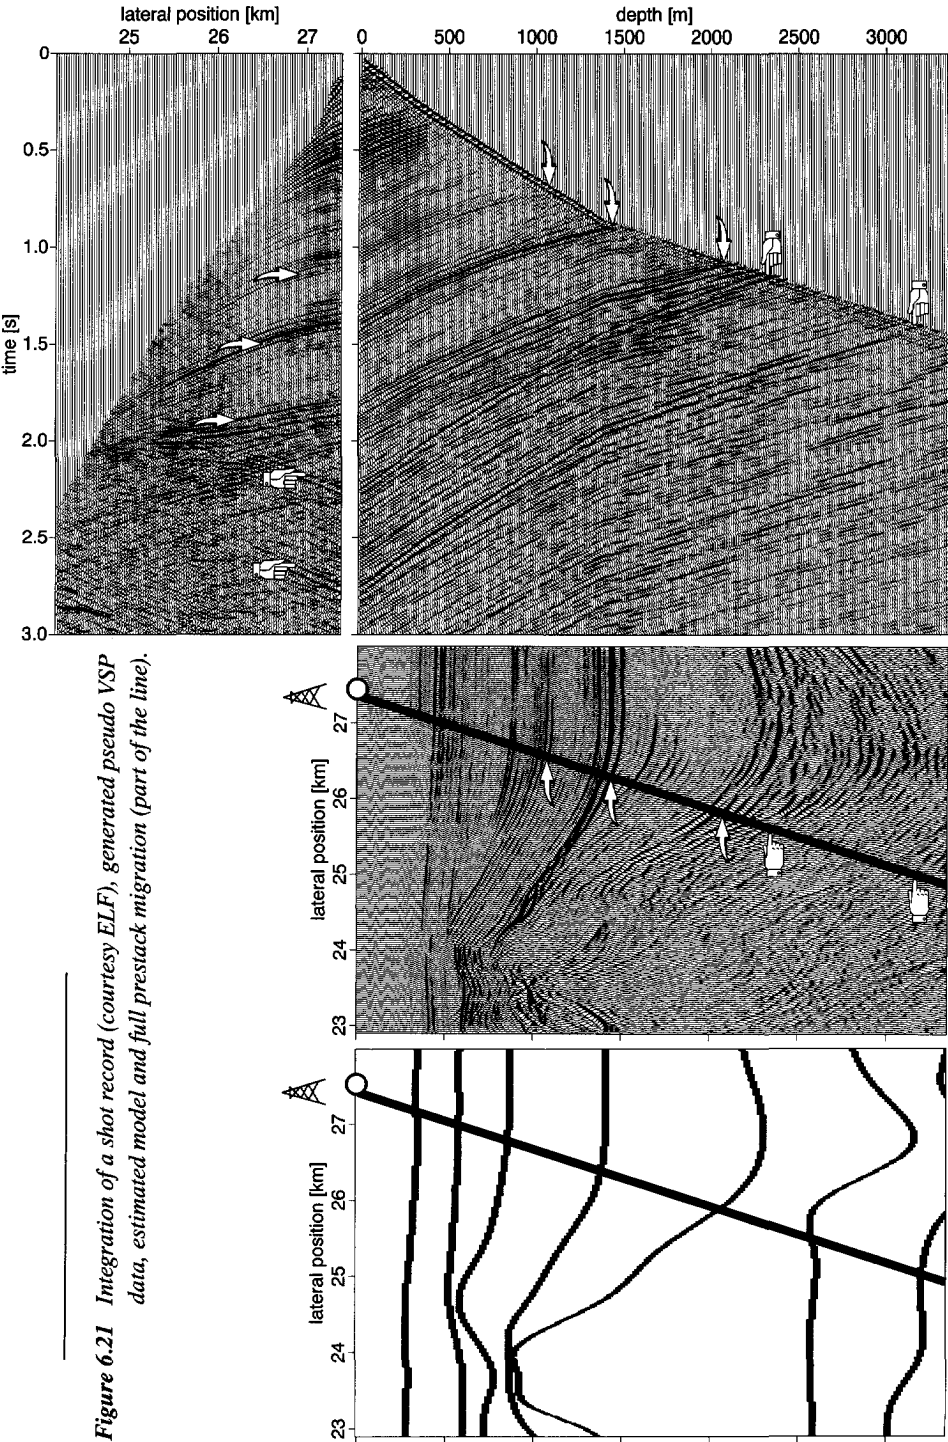 lateral position [km]
25 26 27
depth [m]
0 500 1000 1500 2000 2500 3000
time [s]
0
0.5
1.0
1.5
2.0
2.5
3.0
lateral position [km]
27
26
25
24
23
lateral position [km]
27
26
25
24
23
Figure 6.21 Integration of a shot record (courtesy ELF), generated pseudo VSP
data, estimated model and full prestack migration (part of the line).